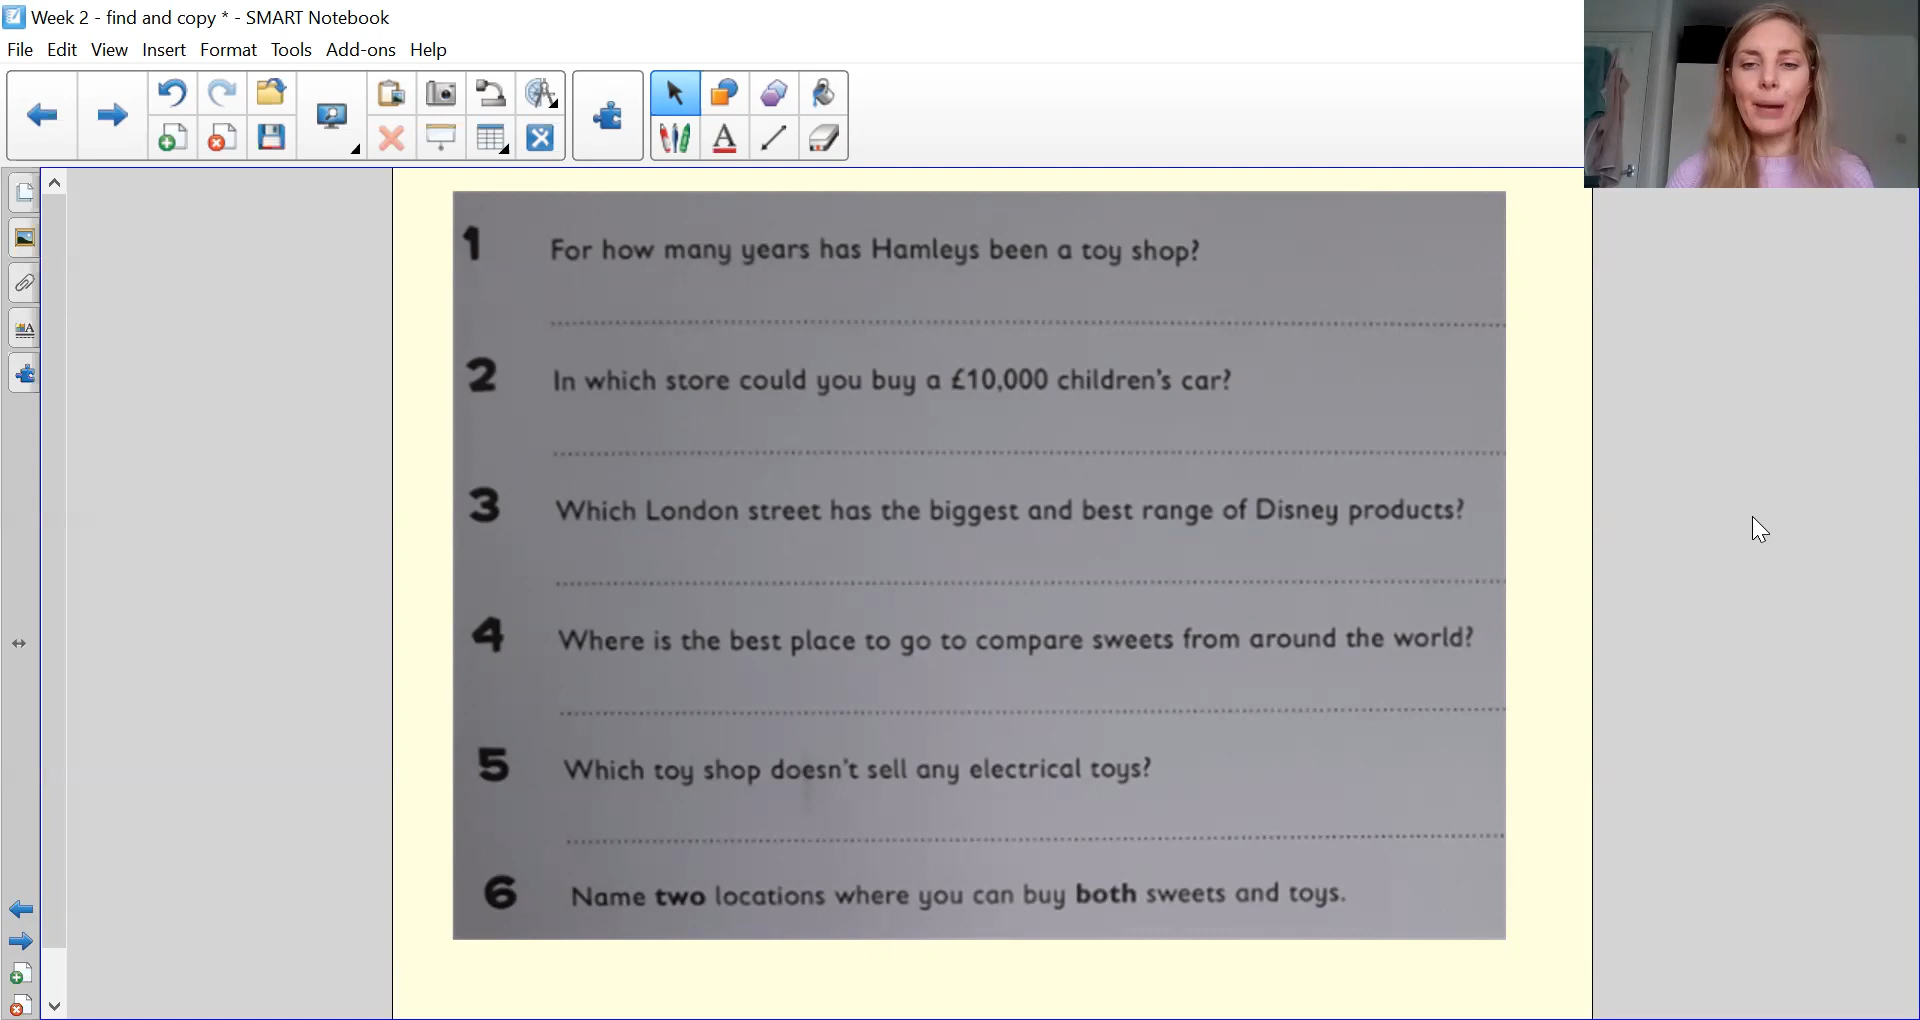 Week 2 - find and copy * - SMART Notebook
File Edit View Insert Format Tools Add-ons Help
1 For how many years has Hamleys been a toy shop?
2 In which store could you buy a £10,000 children's car?
3 Which London street has the biggest and best range of Disney products?
4 Where is the best place to go to compare sweets from around the world?
5 Which toy shop doesn't sell any electrical toys?
6 Name two locations where you can buy both sweets and toys.